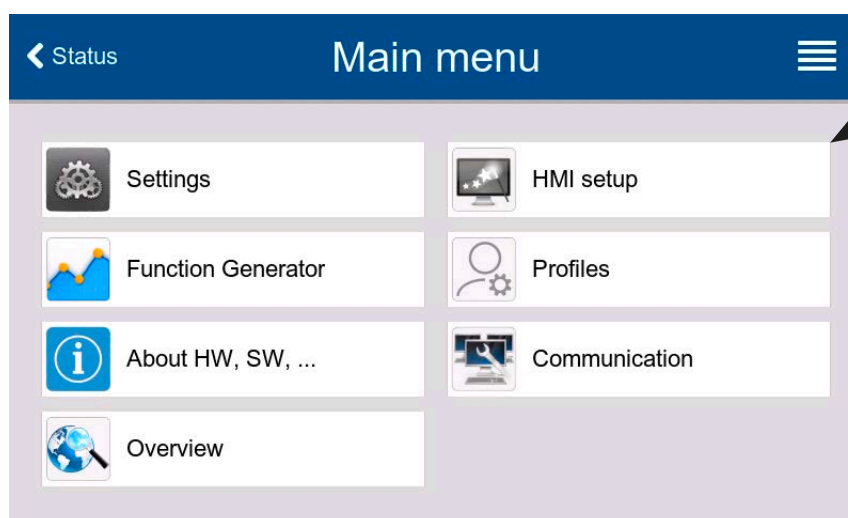 Status
Main menu
Settings
HMI setup
Function Generator
Profiles
About HW, SW, ...
Communication
Overview